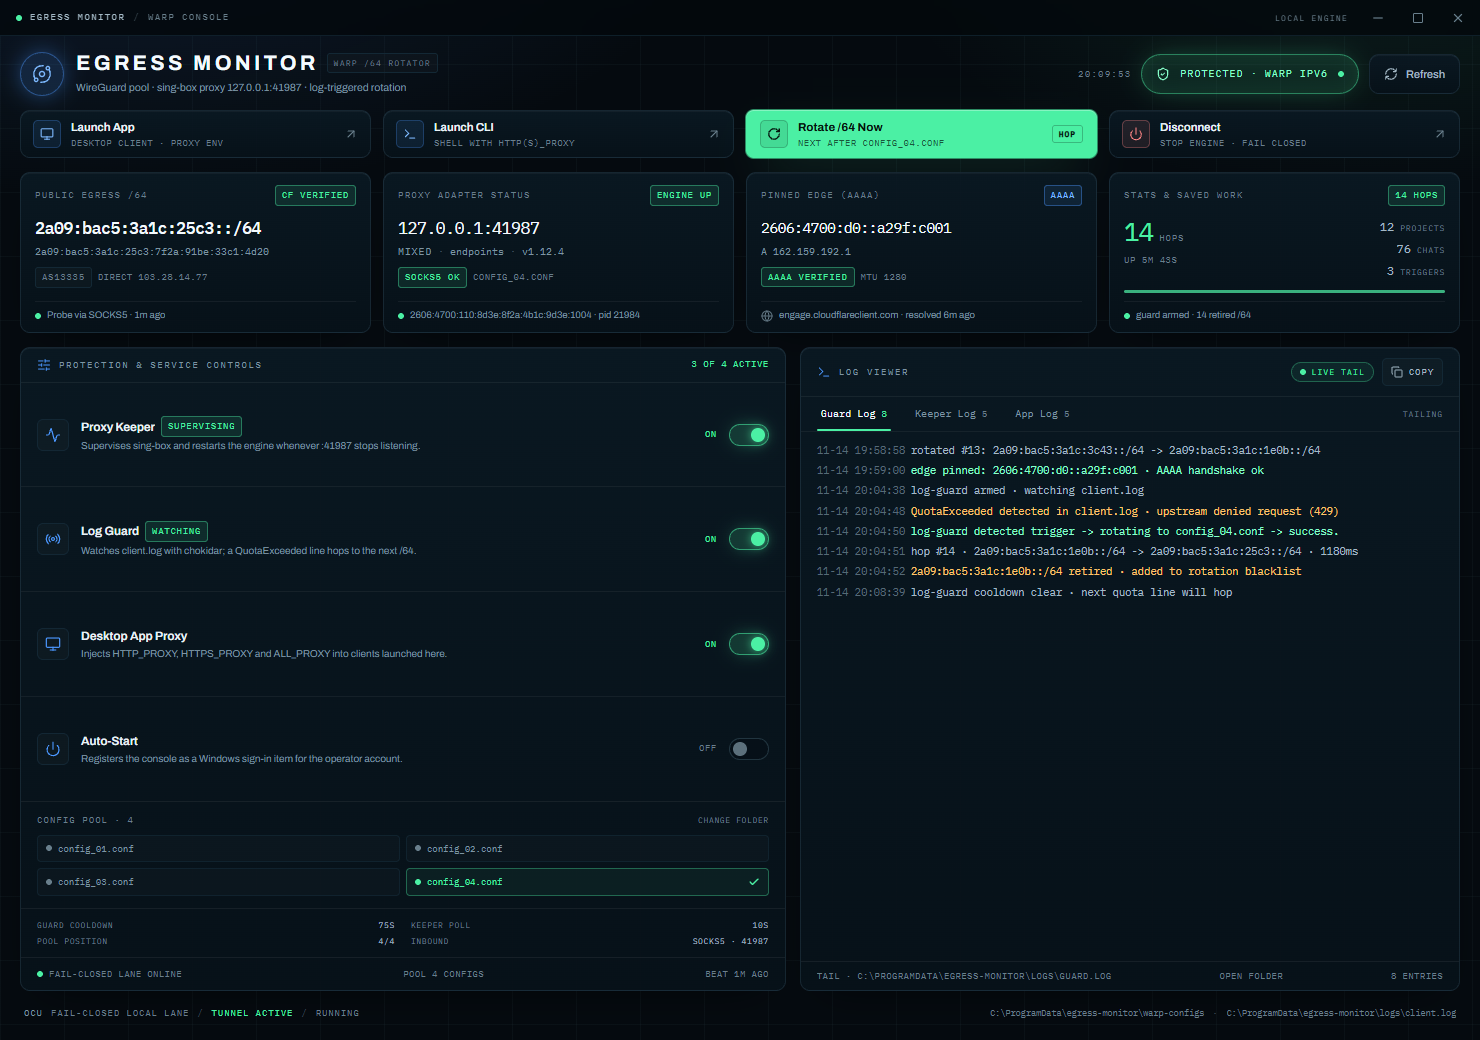 EGRESS MONITOR / WARP CONSOLE
LOCAL ENGINE
EGRESS MONITOR
WARP /64 ROTATOR
WireGuard pool · sing-box proxy 127.0.0.1:41987 · log-triggered rotation
20:09:53
PROTECTED · WARP IPV6
Refresh
Launch App
DESKTOP CLIENT · PROXY ENV
Launch CLI
SHELL WITH HTTP(S)_PROXY
Rotate /64 Now
NEXT AFTER CONFIG_04.CONF
HOP
Disconnect
STOP ENGINE · FAIL CLOSED
PUBLIC EGRESS /64
CF VERIFIED
2a09:bac5:3a1c:25c3::/64
2a09:bac5:3a1c:25c3:7f2a:91be:33c1:4d20
AS13335 DIRECT 103.28.14.77
Probe via SOCKS5 · 1m ago
PROXY ADAPTER STATUS
ENGINE UP
127.0.0.1:41987
MIXED · endpoints · v1.12.4
SOCKS5 OK CONFIG_04.CONF
2606:4700:110:8d3e:8f2a:4b1c:9d3e:1004 · pid 21984
PINNED EDGE (AAAA)
AAAA
2606:4700:d0::a29f:c001
A 162.159.192.1
AAAA VERIFIED MTU 1280
engage.cloudflareclient.com · resolved 6m ago
STATS & SAVED WORK
14 HOPS
14 HOPS
UP 5M 43S
12 PROJECTS
76 CHATS
3 TRIGGERS
guard armed · 14 retired /64
PROTECTION & SERVICE CONTROLS
3 OF 4 ACTIVE
Proxy Keeper SUPERVISING
Supervises sing-box and restarts the engine whenever :41987 stops listening.
ON
Log Guard WATCHING
Watches client.log with chokidar; a QuotaExceeded line hops to the next /64.
ON
Desktop App Proxy
Injects HTTP_PROXY, HTTPS_PROXY and ALL_PROXY into clients launched here.
ON
Auto-Start
Registers the console as a Windows sign-in item for the operator account.
OFF
CONFIG POOL · 4
CHANGE FOLDER
config_01.conf
config_02.conf
config_03.conf
config_04.conf
GUARD COOLDOWN 75S
KEEPER POLL 10S
POOL POSITION 4/4
INBOUND SOCKS5 · 41987
FAIL-CLOSED LANE ONLINE
POOL 4 CONFIGS
BEAT 1M AGO
LOG VIEWER
LIVE TAIL
COPY
Guard Log 8
Keeper Log 5
App Log 5
TAILING
11-14 19:58:58 rotated #13: 2a09:bac5:3a1c:3c43::/64 -> 2a09:bac5:3a1c:1e0b::/64
11-14 19:59:00 edge pinned: 2606:4700:d0::a29f:c001 · AAAA handshake ok
11-14 20:04:38 log-guard armed · watching client.log
11-14 20:04:48 QuotaExceeded detected in client.log · upstream denied request (429)
11-14 20:04:50 log-guard detected trigger -> rotating to config_04.conf -> success.
11-14 20:04:51 hop #14 · 2a09:bac5:3a1c:1e0b::/64 -> 2a09:bac5:3a1c:25c3::/64 · 1180ms
11-14 20:04:52 2a09:bac5:3a1c:1e0b::/64 retired · added to rotation blacklist
11-14 20:08:39 log-guard cooldown clear · next quota line will hop
TAIL · C:\PROGRAMDATA\EGRESS-MONITOR\LOGS\GUARD.LOG
OPEN FOLDER
8 ENTRIES
OCU FAIL-CLOSED LOCAL LANE / TUNNEL ACTIVE / RUNNING
C:\ProgramData\egress-monitor\warp-configs · C:\ProgramData\egress-monitor\logs\client.log